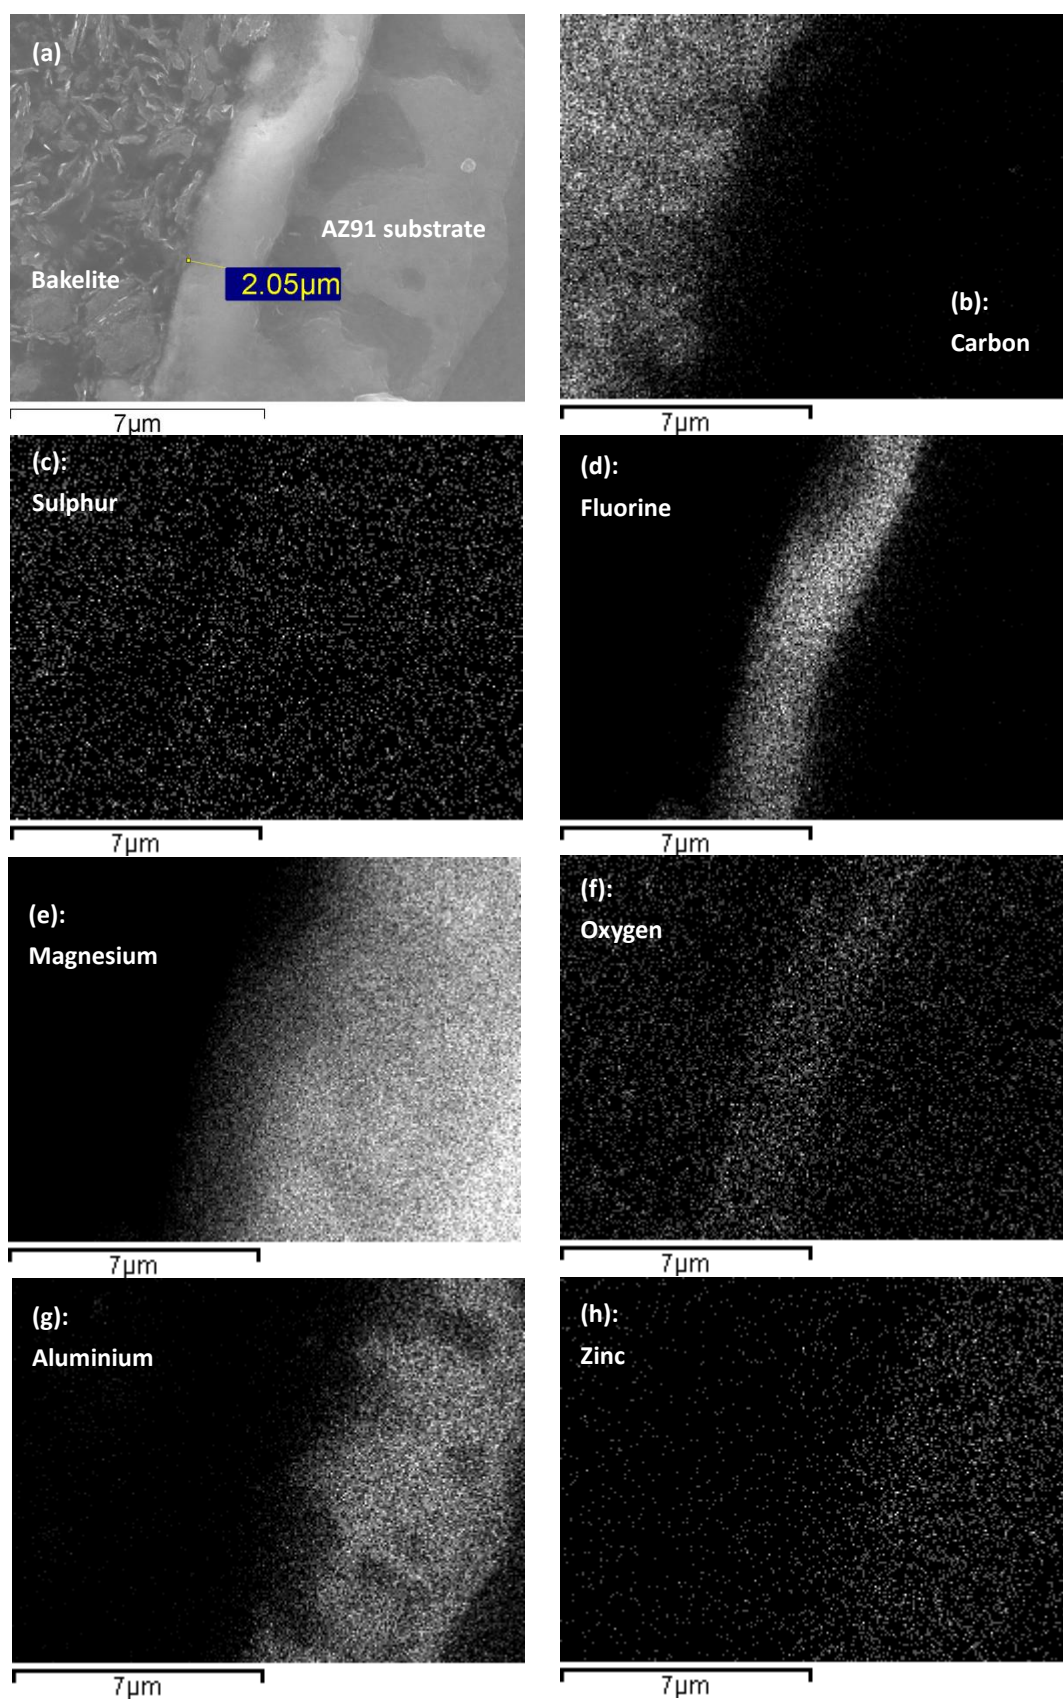 (a)
AZ91 substrate
Bakelite
2.05µm
7µm
(b):
Carbon
7µm
(c):
Sulphur
7µm
(d):
Fluorine
7µm
(e):
Magnesium
7µm
(f):
Oxygen
7µm
(g):
Aluminium
7µm
(h):
Zinc
7µm